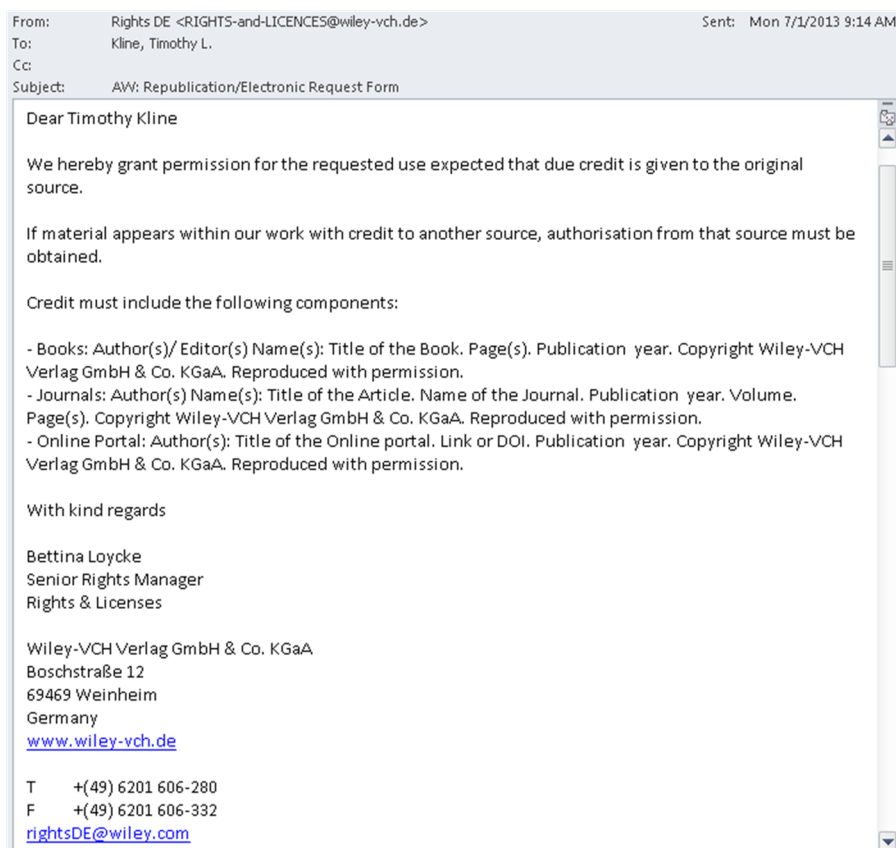 From: Rights DE <RIGHTS-and-LICENCES@wiley-vch.de> Sent: Mon 7/1/2013 9:14 AM
To: Kline, Timothy L.
Cc:
Subject: AW: Republication/Electronic Request Form
Dear Timothy Kline
We hereby grant permission for the requested use expected that due credit is given to the original
source.
If material appears within our work with credit to another source, authorisation from that source must be
obtained.
Credit must include the following components:
- Books: Author(s)/ Editor(s) Name(s): Title of the Book. Page(s). Publication year. Copyright Wiley-VCH
Verlag GmbH & Co. KGaA. Reproduced with permission.
- Journals: Author(s) Name(s): Title of the Article. Name of the Journal. Publication year. Volume.
Page(s). Copyright Wiley-VCH Verlag GmbH & Co. KGaA. Reproduced with permission.
- Online Portal: Author(s): Title of the Online portal. Link or DOI. Publication year. Copyright Wiley-VCH
Verlag GmbH & Co. KGaA. Reproduced with permission.
With kind regards
Bettina Loycke
Senior Rights Manager
Rights & Licenses
Wiley-VCH Verlag GmbH & Co. KGaA
Boschstraße 12
69469 Weinheim
Germany
www.wiley-vch.de
T +(49) 6201 606-280
F +(49) 6201 606-332
rightsDE@wiley.com